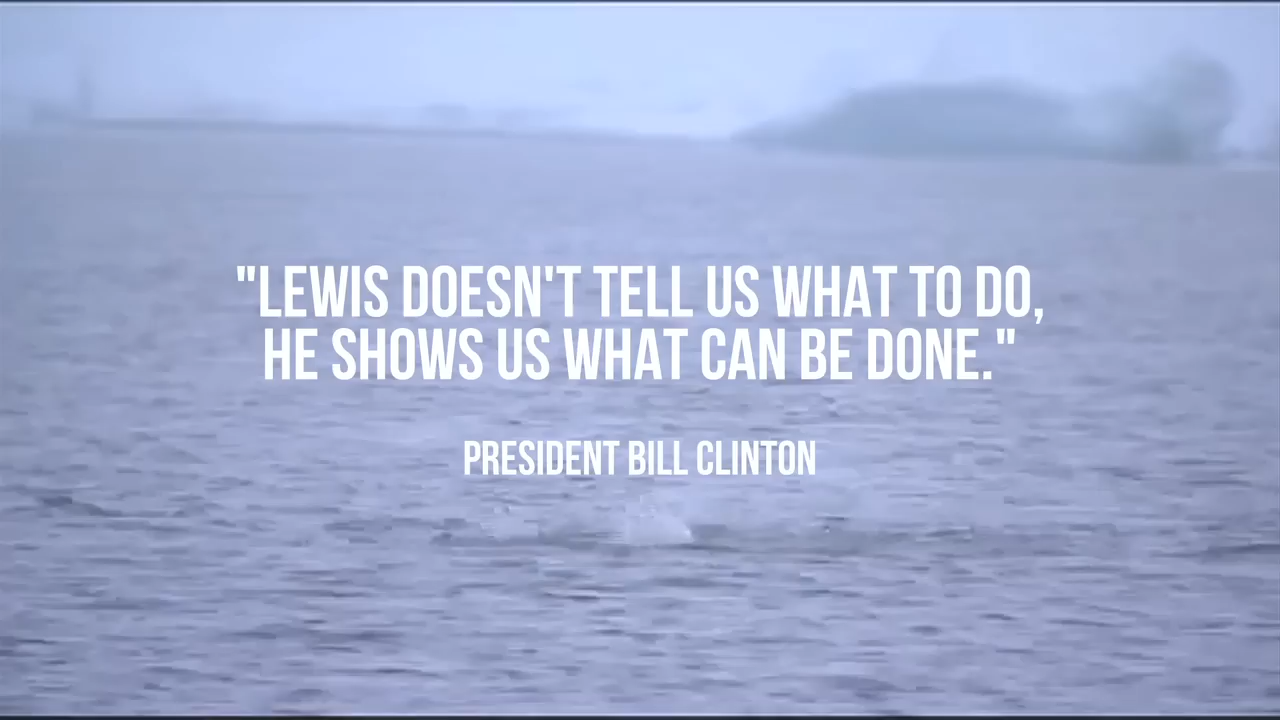 "LEWIS DOESN'T TELL US WHAT TO DO,
HE SHOWS US WHAT CAN BE DONE."
PRESIDENT BILL CLINTON